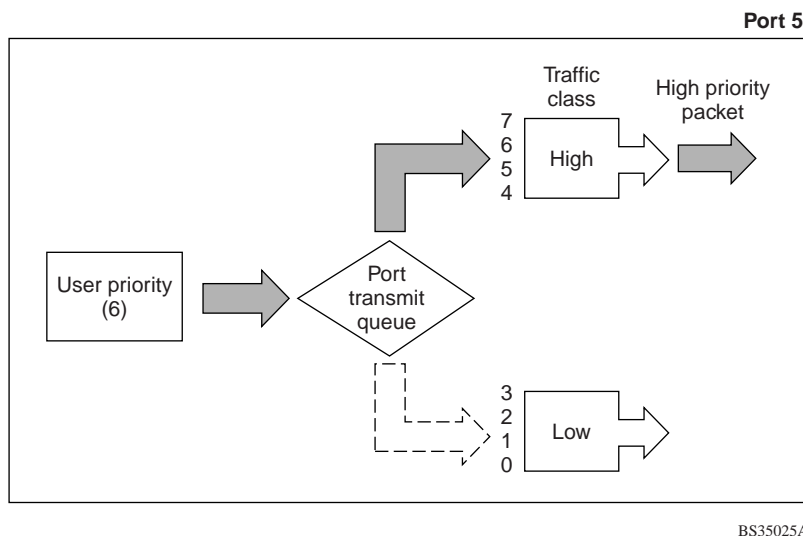 Port 5
Traffic
class
High priority
packet
7
6
5
4
High
User priority
(6)
Port
transmit
queue
3
2
1
0
Low
BS35025A